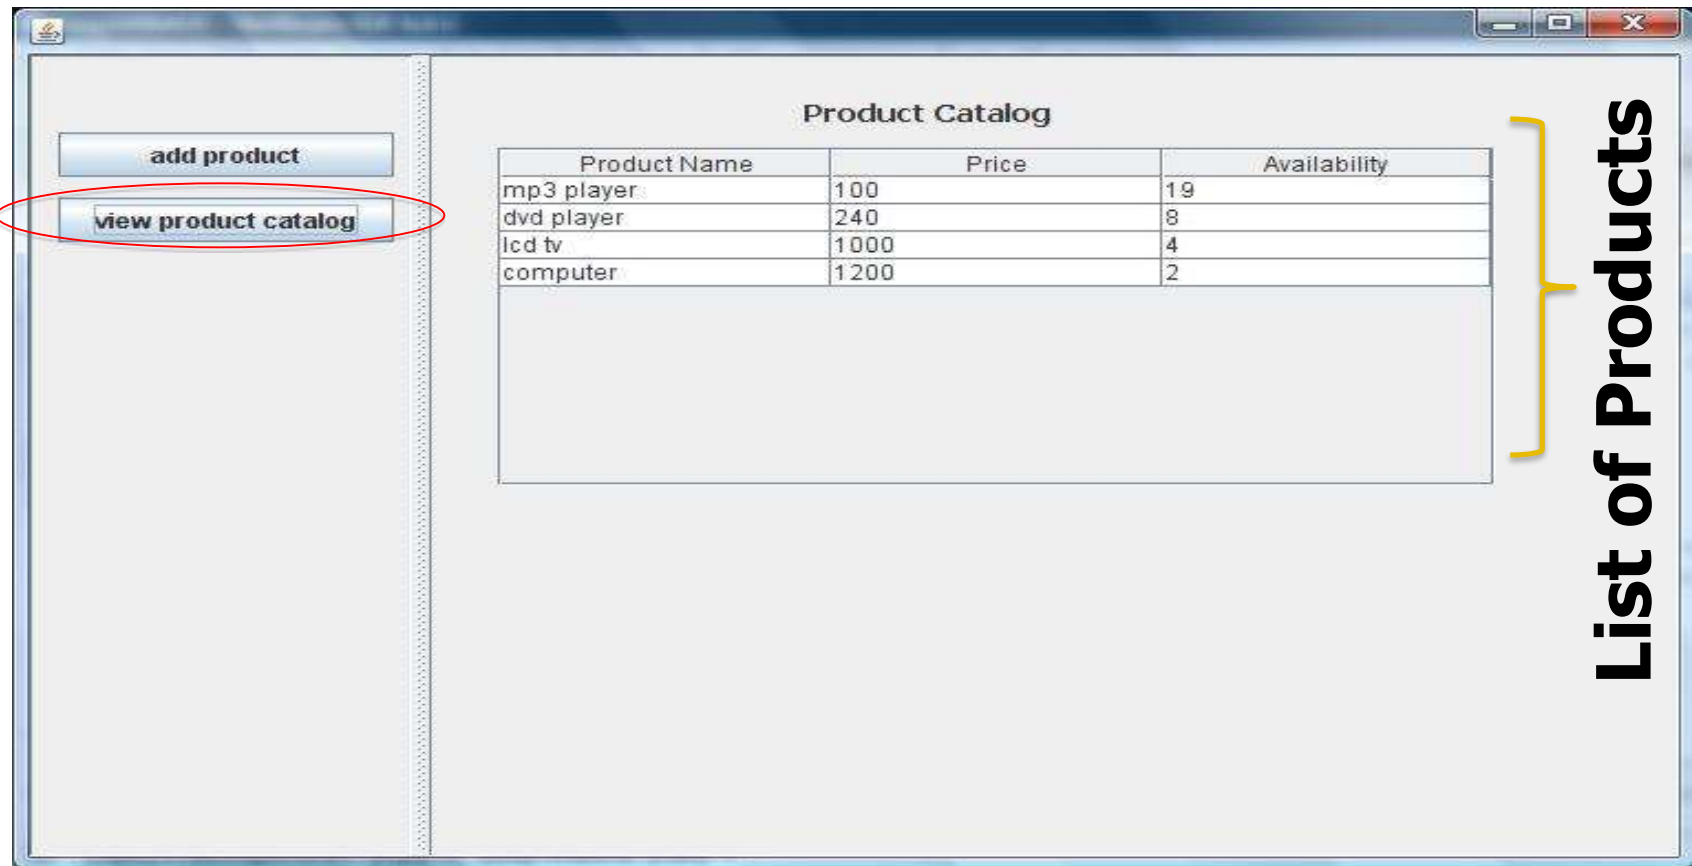 Product Catalog
add product
view product catalog
Product Name Price Availability
mp3 player 100 19
dvd player 240 8
lcd tv 1000 4
computer 1200 2
List of Products